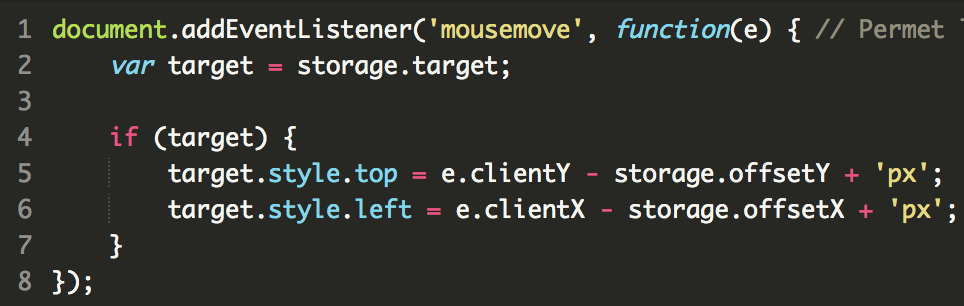 1 document.addEventListener('mousemove', function(e) { // Permet
2     var target = storage.target;
3
4     if (target) {
5         target.style.top = e.clientY - storage.offsetY + 'px';
6         target.style.left = e.clientX - storage.offsetX + 'px';
7     }
8 });